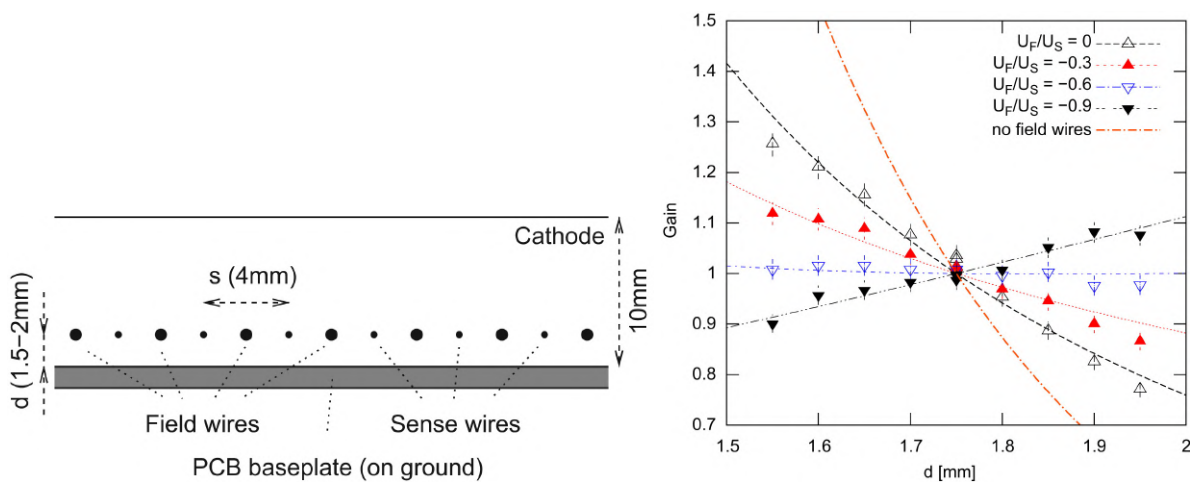 Cathode
s (4mm)
10mm
d (1.5−2mm)
Field wires
Sense wires
PCB baseplate (on ground)
U_F/U_S = 0
U_F/U_S = −0.3
U_F/U_S = −0.6
U_F/U_S = −0.9
no field wires
1.5
1.4
1.3
1.2
1.1
1
0.9
0.8
0.7
Gain
1.5 1.6 1.7 1.8 1.9 2
d [mm]